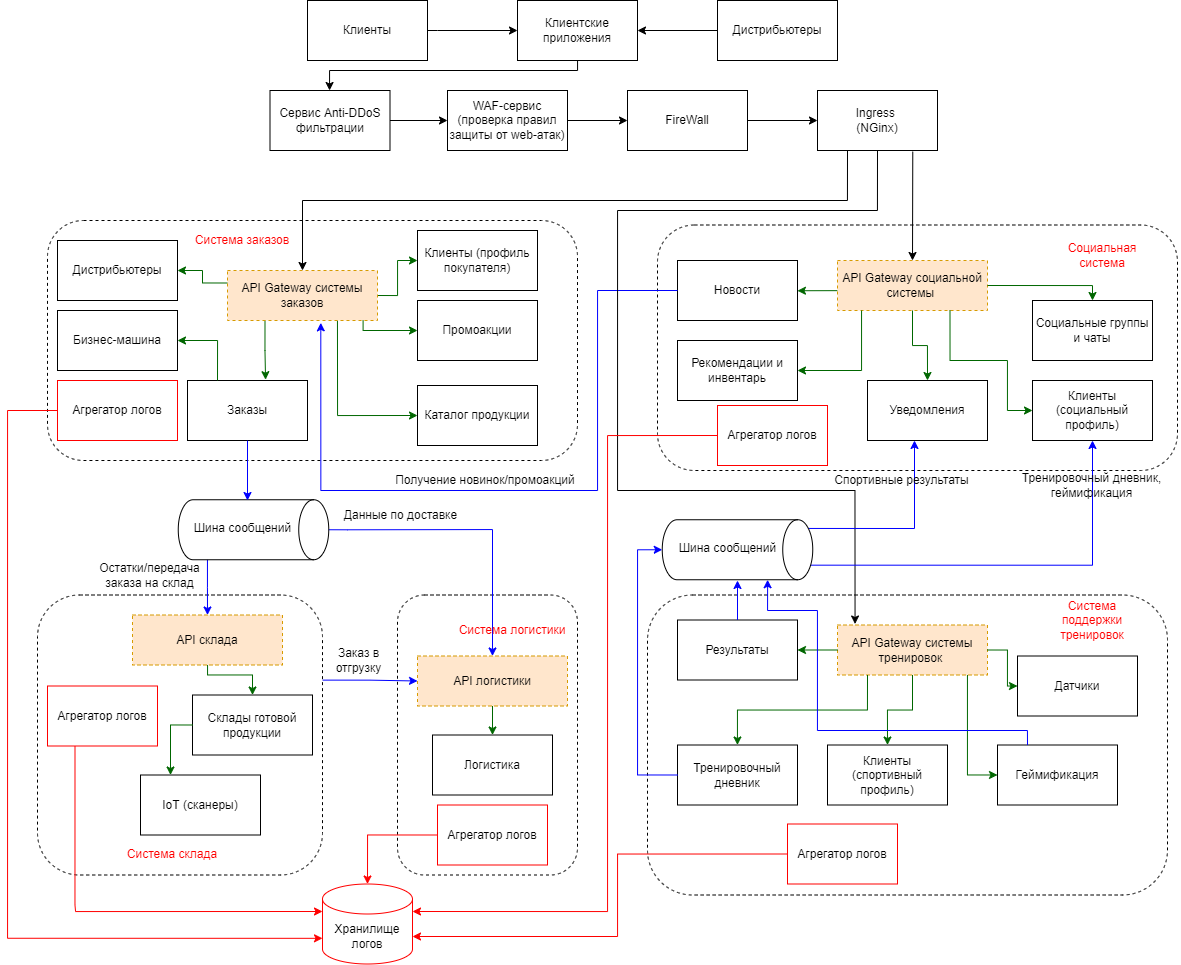 Клиенты
Клиентские
приложения
Дистрибьютеры
Сервис Anti-DDoS
фильтрации
WAF-сервис
(проверка правил
защиты от web-атак)
FireWall
Ingress
(NGinx)
Система заказов
Дистрибьютеры
API Gateway системы
заказов
Клиенты (профиль
покупателя)
Бизнес-машина
Промоакции
Агрегатор логов
Заказы
Каталог продукции
Социальная
система
Новости
API Gateway социальной
системы
Социальные группы
и чаты
Рекомендации и
инвентарь
Уведомления
Клиенты
(социальный
профиль)
Агрегатор логов
Получение новинок/промоакций
Спортивные результаты
Тренировочный дневник,
геймификация
Шина сообщений
Данные по доставке
Шина сообщений
Остатки/передача
заказа на склад
API склада
Заказ в
отгрузку
Система логистики
API логистики
Агрегатор логов
Склады готовой
продукции
Логистика
IoT (сканеры)
Система склада
Агрегатор логов
Система
поддержки
тренировок
Результаты
API Gateway системы
тренировок
Датчики
Тренировочный
дневник
Клиенты
(спортивный
профиль)
Геймификация
Агрегатор логов
Хранилище
логов